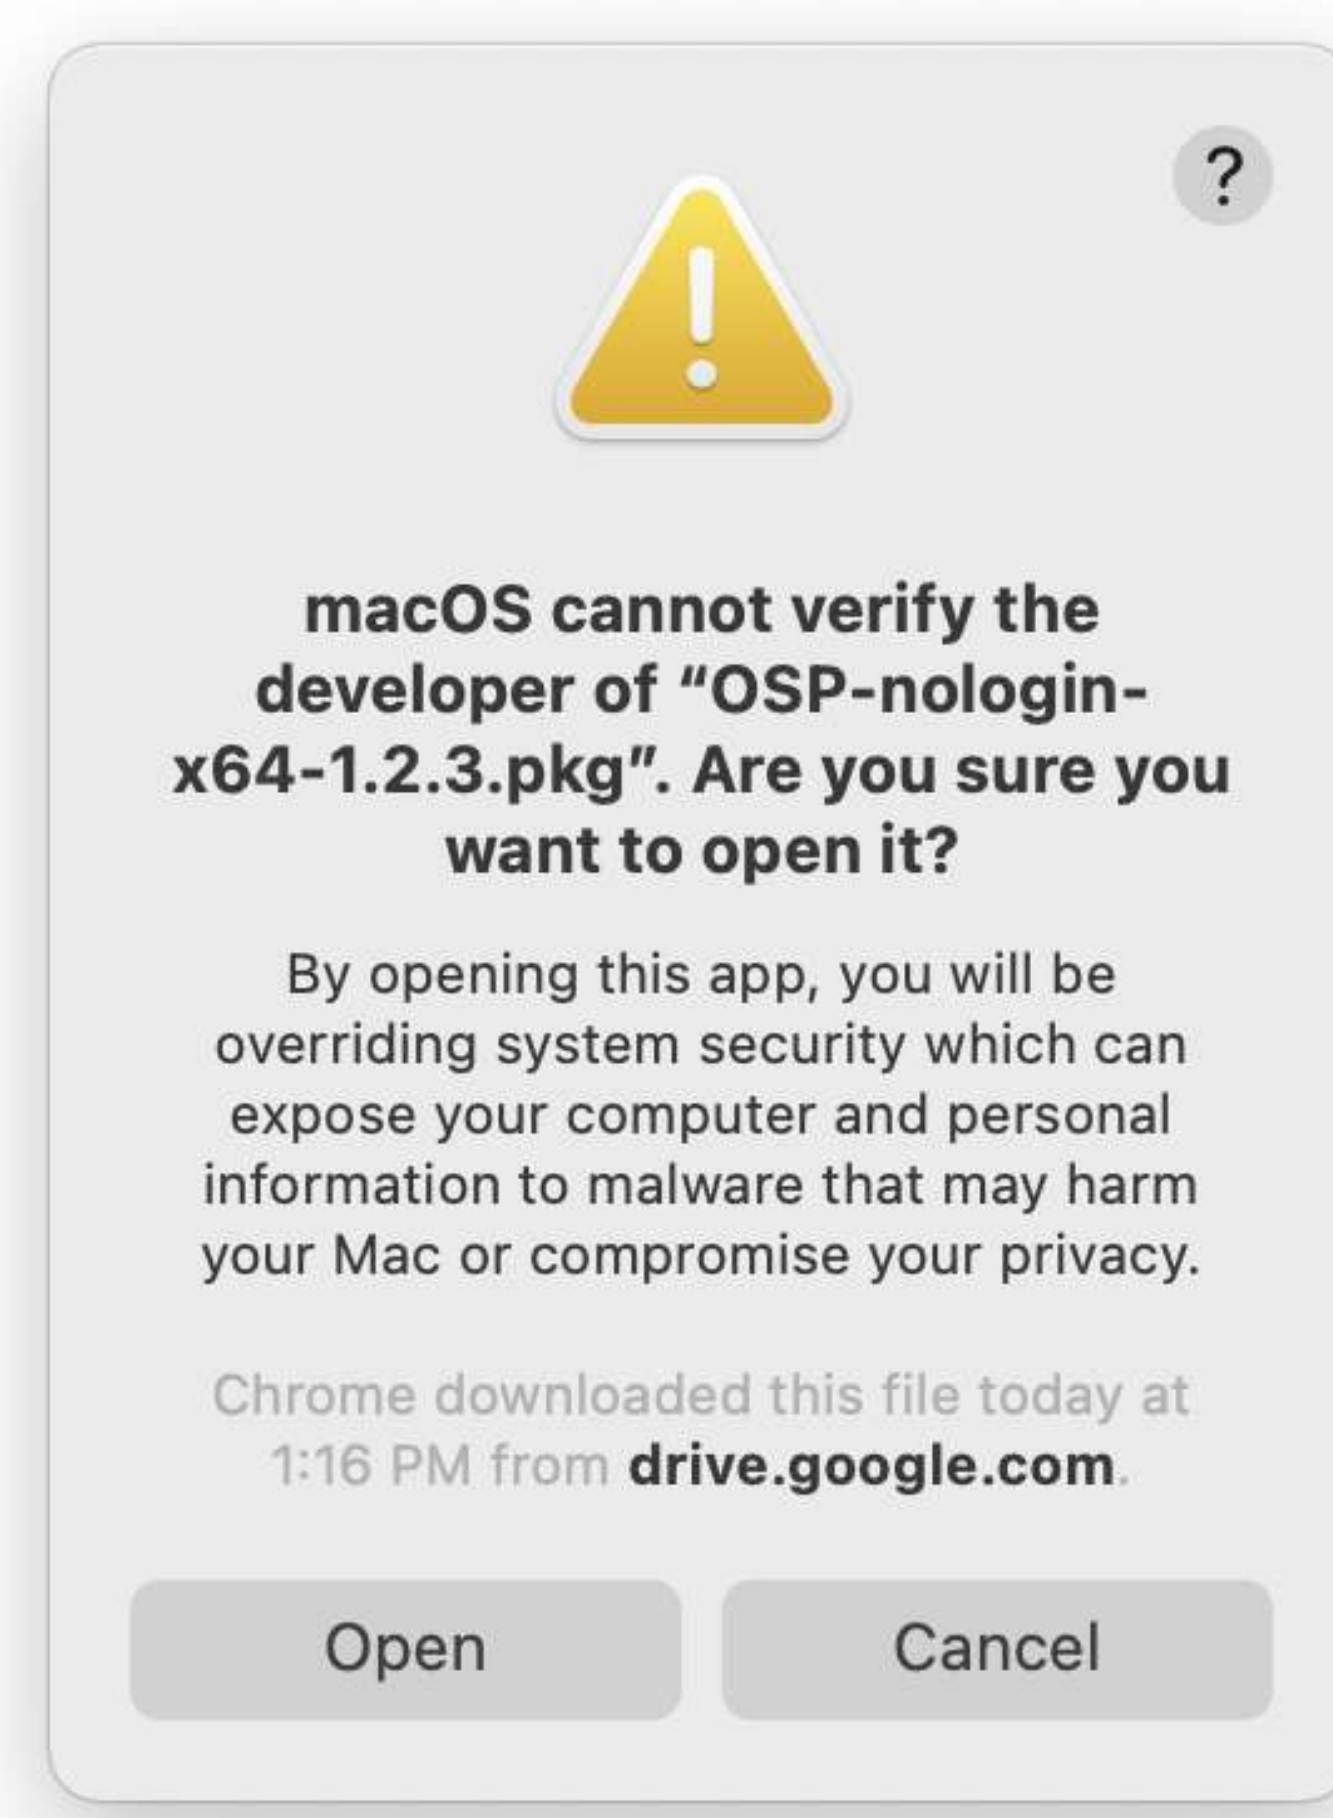 ?
macOS cannot verify the
developer of “OSP-nologin-
x64-1.2.3.pkg”. Are you sure you
want to open it?
By opening this app, you will be
overriding system security which can
expose your computer and personal
information to malware that may harm
your Mac or compromise your privacy.
Chrome downloaded this file today at
1:16 PM from drive.google.com.
Open
Cancel